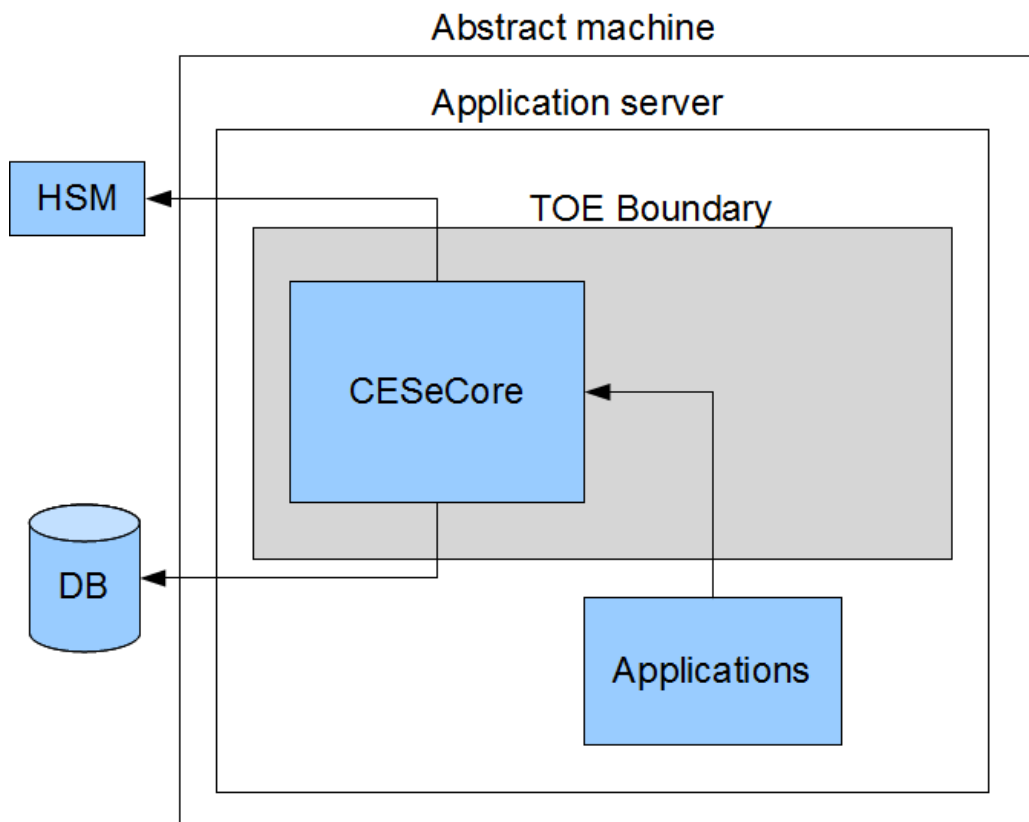 Abstract machine
Application server
HSM
TOE Boundary
CESeCore
DB
Applications